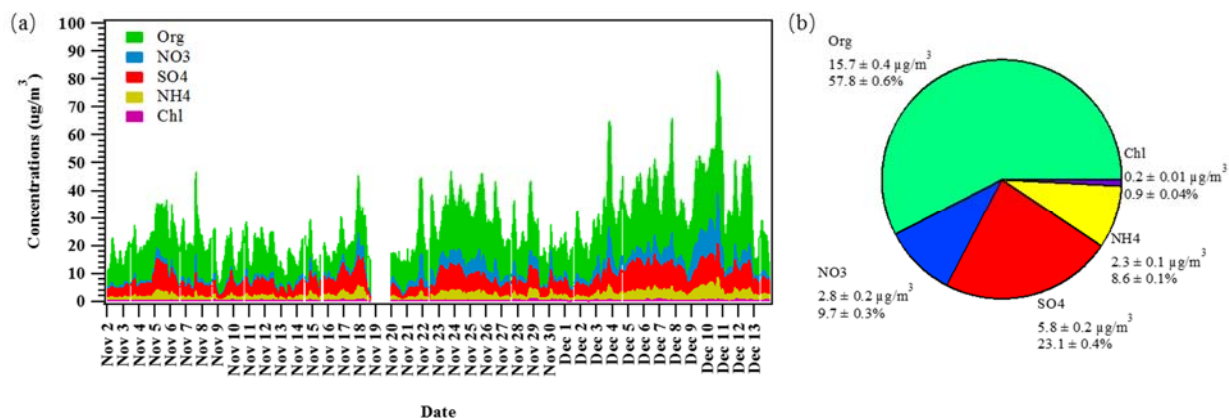 (a)
100
90
80
70
60
50
40
30
20
10
0
Concentrations (ug/m³)
Org
NO3
SO4
NH4
Chl
Nov 2
Nov 3
Nov 4
Nov 5
Nov 6
Nov 7
Nov 8
Nov 9
Nov 10
Nov 11
Nov 12
Nov 13
Nov 14
Nov 15
Nov 16
Nov 17
Nov 18
Nov 19
Nov 20
Nov 21
Nov 22
Nov 23
Nov 24
Nov 25
Nov 26
Nov 27
Nov 28
Nov 29
Nov 30
Dec 1
Dec 2
Dec 3
Dec 4
Dec 5
Dec 6
Dec 7
Dec 8
Dec 9
Dec 10
Dec 11
Dec 12
Dec 13
Date
(b)
Org
15.7 ± 0.4 µg/m³
57.8 ± 0.6%
Chl
0.2 ± 0.01 µg/m³
0.9 ± 0.04%
NH4
2.3 ± 0.1 µg/m³
8.6 ± 0.1%
SO4
5.8 ± 0.2 µg/m³
23.1 ± 0.4%
NO3
2.8 ± 0.2 µg/m³
9.7 ± 0.3%